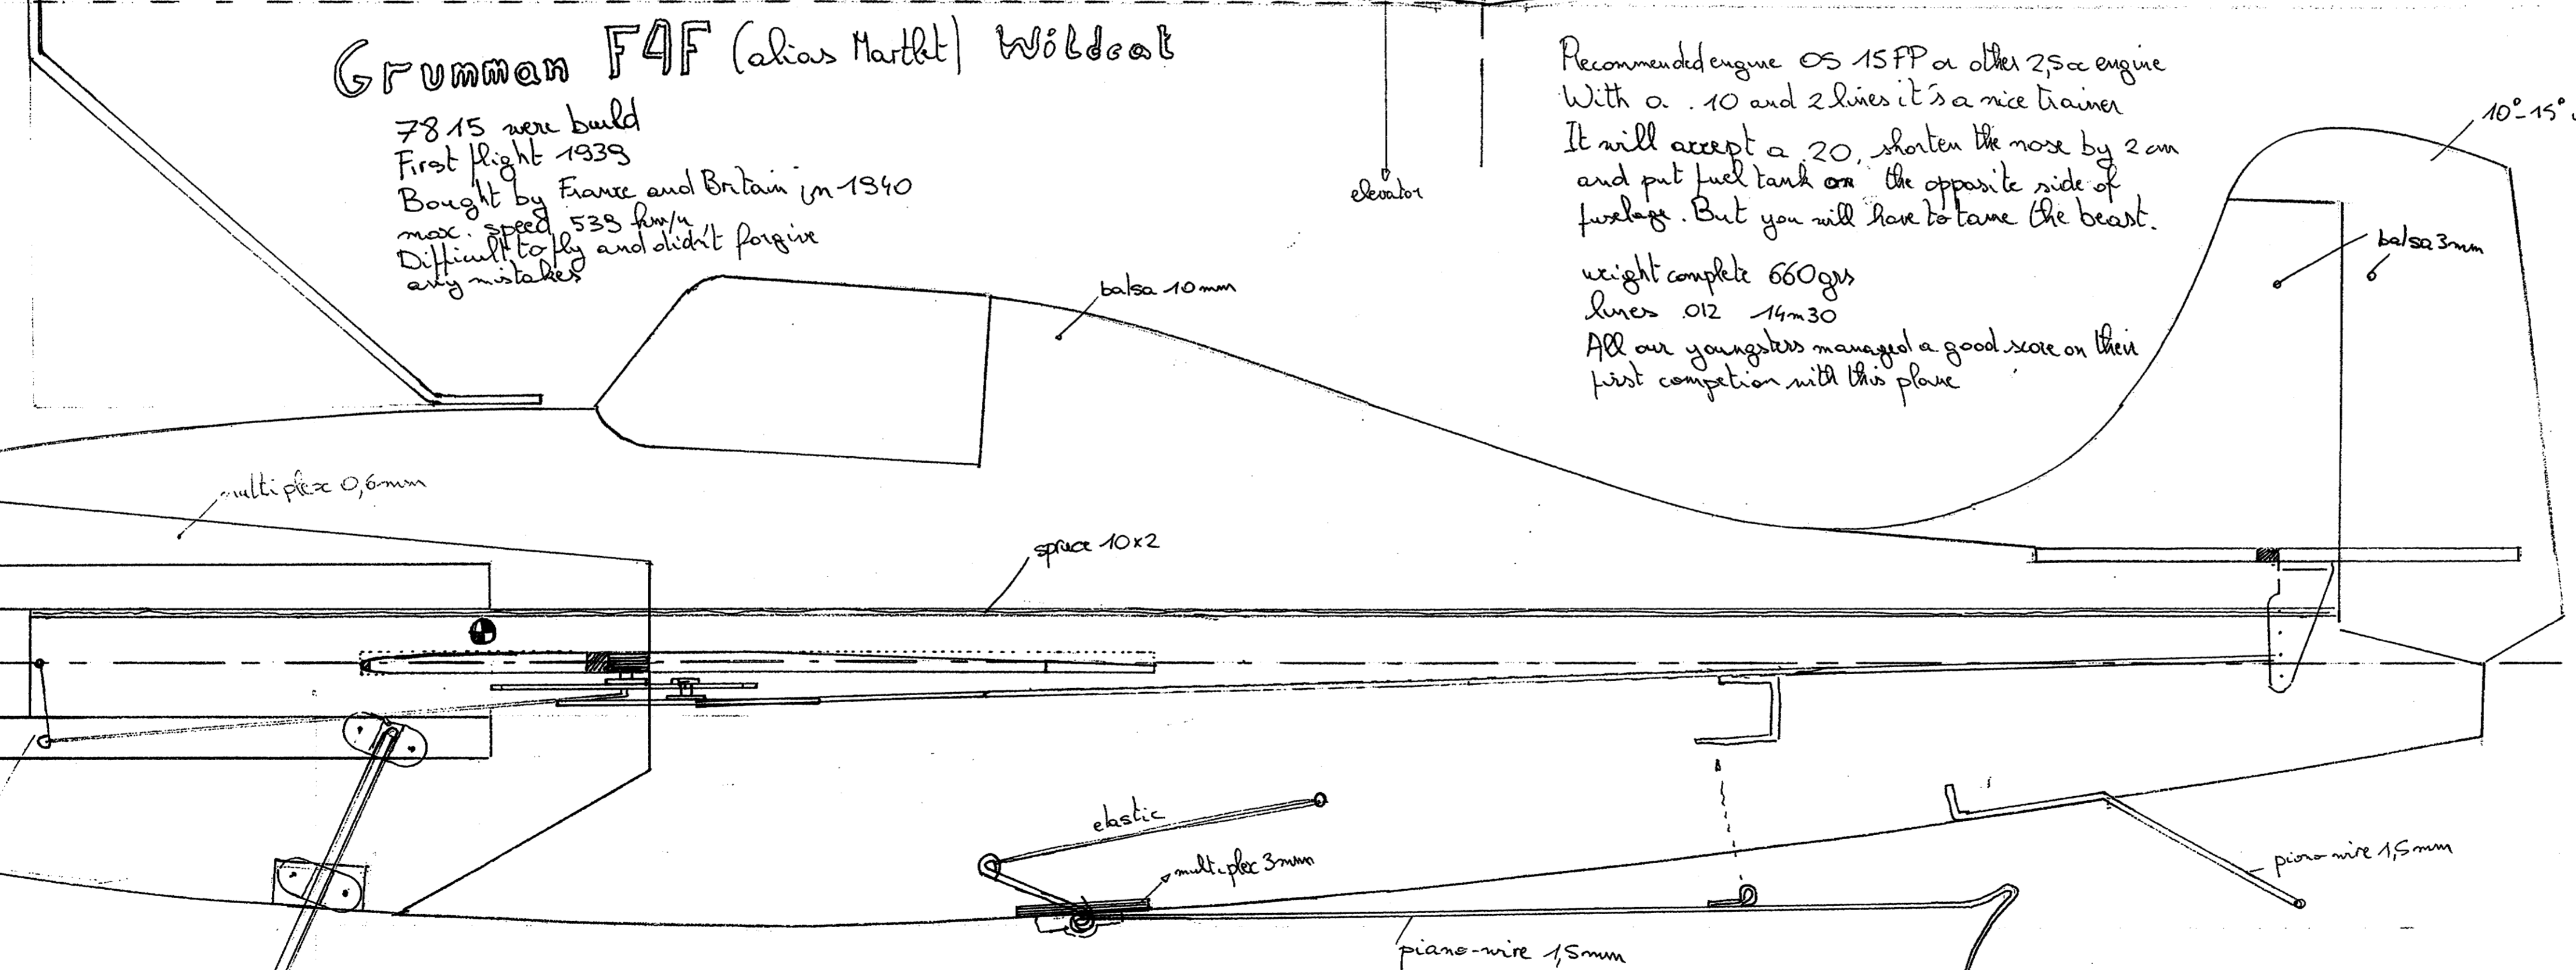 Grumman F4F (alias Martlet) Wildcat
7815 were build
First flight 1939
Bought by France and Britain in 1940
max. speed 539 km/h
Difficult to fly and didn't forgive
any mistakes
Recommended engine OS 15FP or other 2,5cc engine
With a .10 and 2 lines it's a nice trainer
It will accept a .20, shorten the nose by 2 cm
and put fuel tank on the opposite side of
fuselage. But you will have to tame the beast.
weight complete 660grs
lines .012 14m30
All our youngsters managed a good score on their
first competion with this plane
elevator
10°-15°
balsa 3mm
balsa 10mm
multiplex 0,6mm
spruce 10x2
elastic
multiplex 3mm
piano-wire 1,5mm
piano-wire 1,5mm